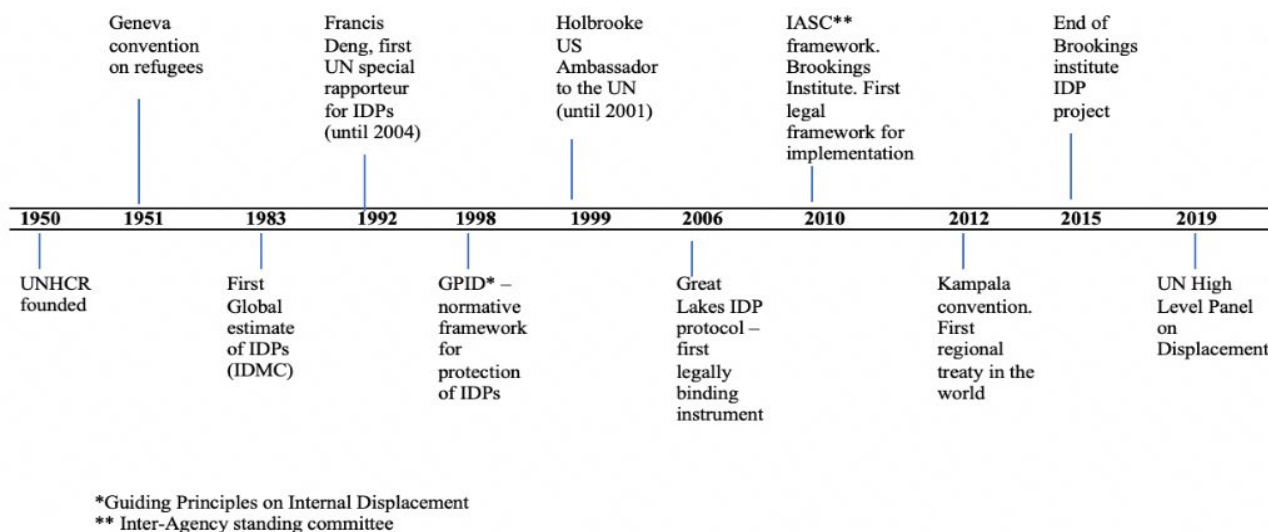 Geneva
convention
on refugees
Francis
Deng, first
UN special
rapporteur
for IDPs
(until 2004)
Holbrooke
US
Ambassador
to the UN
(until 2001)
IASC**
framework.
Brookings
Institute. First
legal
framework for
implementation
End of
Brookings
institute
IDP
project
1950 1951 1983 1992 1998 1999 2006 2010 2012 2015 2019
UNHCR
founded
First
Global
estimate
of IDPs
(IDMC)
GPID* –
normative
framework
for
protection
of IDPs
Great
Lakes IDP
protocol –
first
legally
binding
instrument
Kampala
convention.
First
regional
treaty in the
world
UN High
Level Panel
on
Displacement
*Guiding Principles on Internal Displacement
** Inter-Agency standing committee